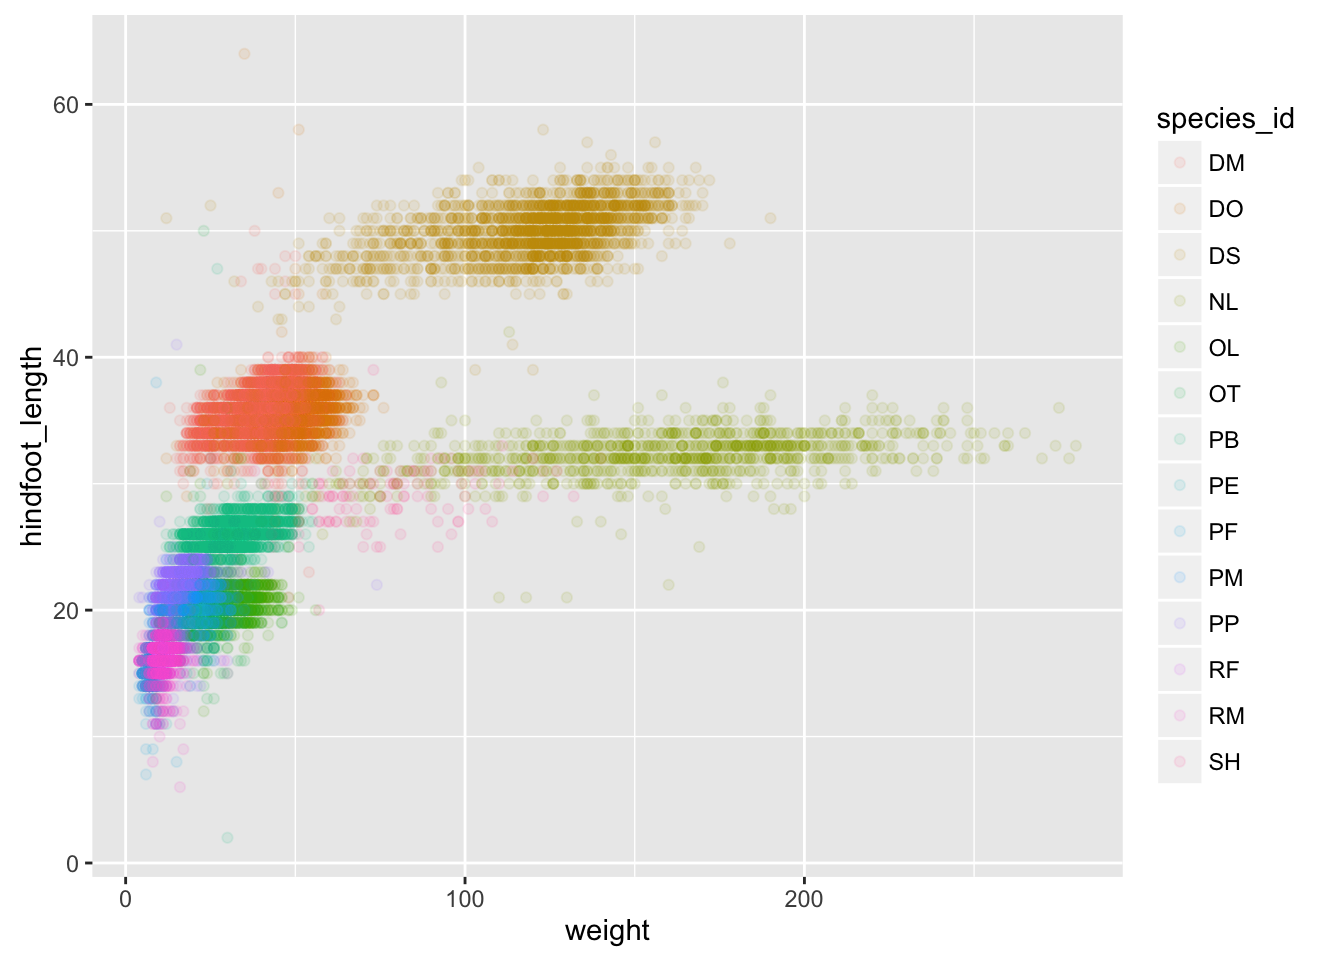 60
40
20
0
hindfoot_length
0
100
200
weight
species_id
DM
DO
DS
NL
OL
OT
PB
PE
PF
PM
PP
RF
RM
SH